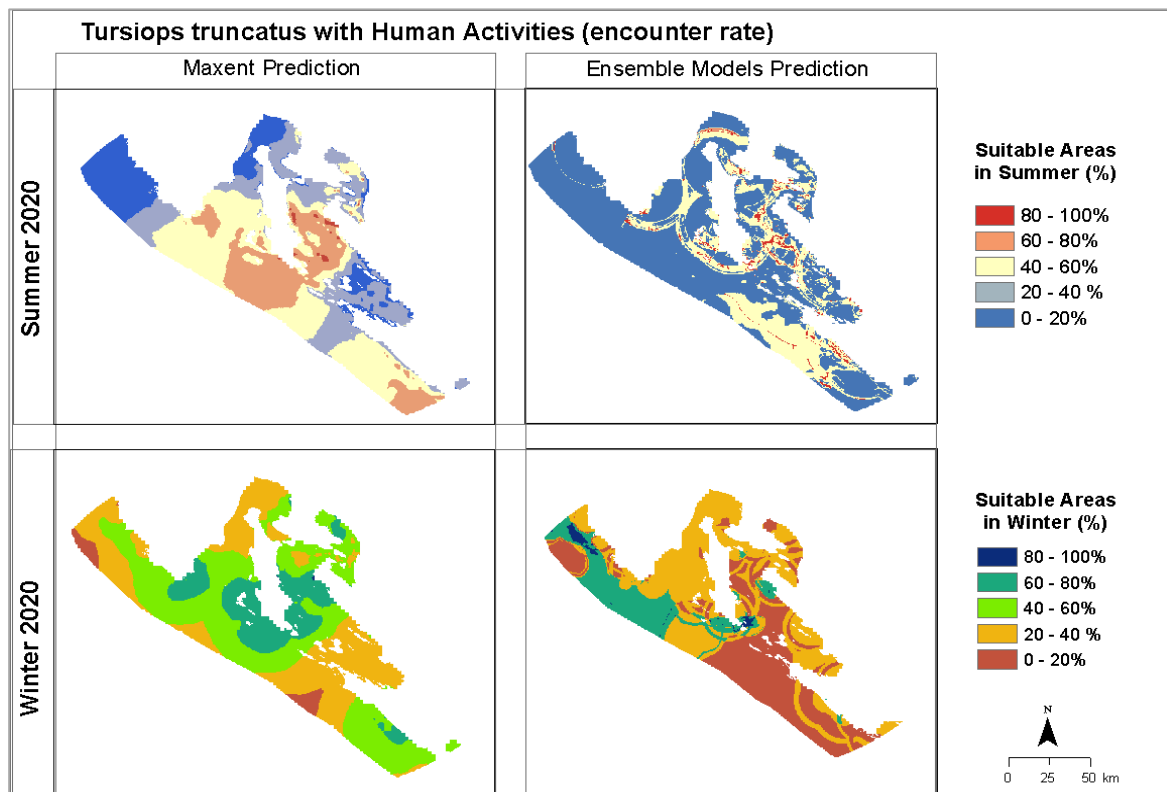 Tursiops truncatus with Human Activities (encounter rate)
Maxent Prediction
Ensemble Models Prediction
Summer 2020
Suitable Areas
in Summer (%)
80 - 100%
60 - 80%
40 - 60%
20 - 40 %
0 - 20%
Winter 2020
Suitable Areas
in Winter (%)
80 - 100%
60 - 80%
40 - 60%
20 - 40 %
0 - 20%
N
0 25 50 km